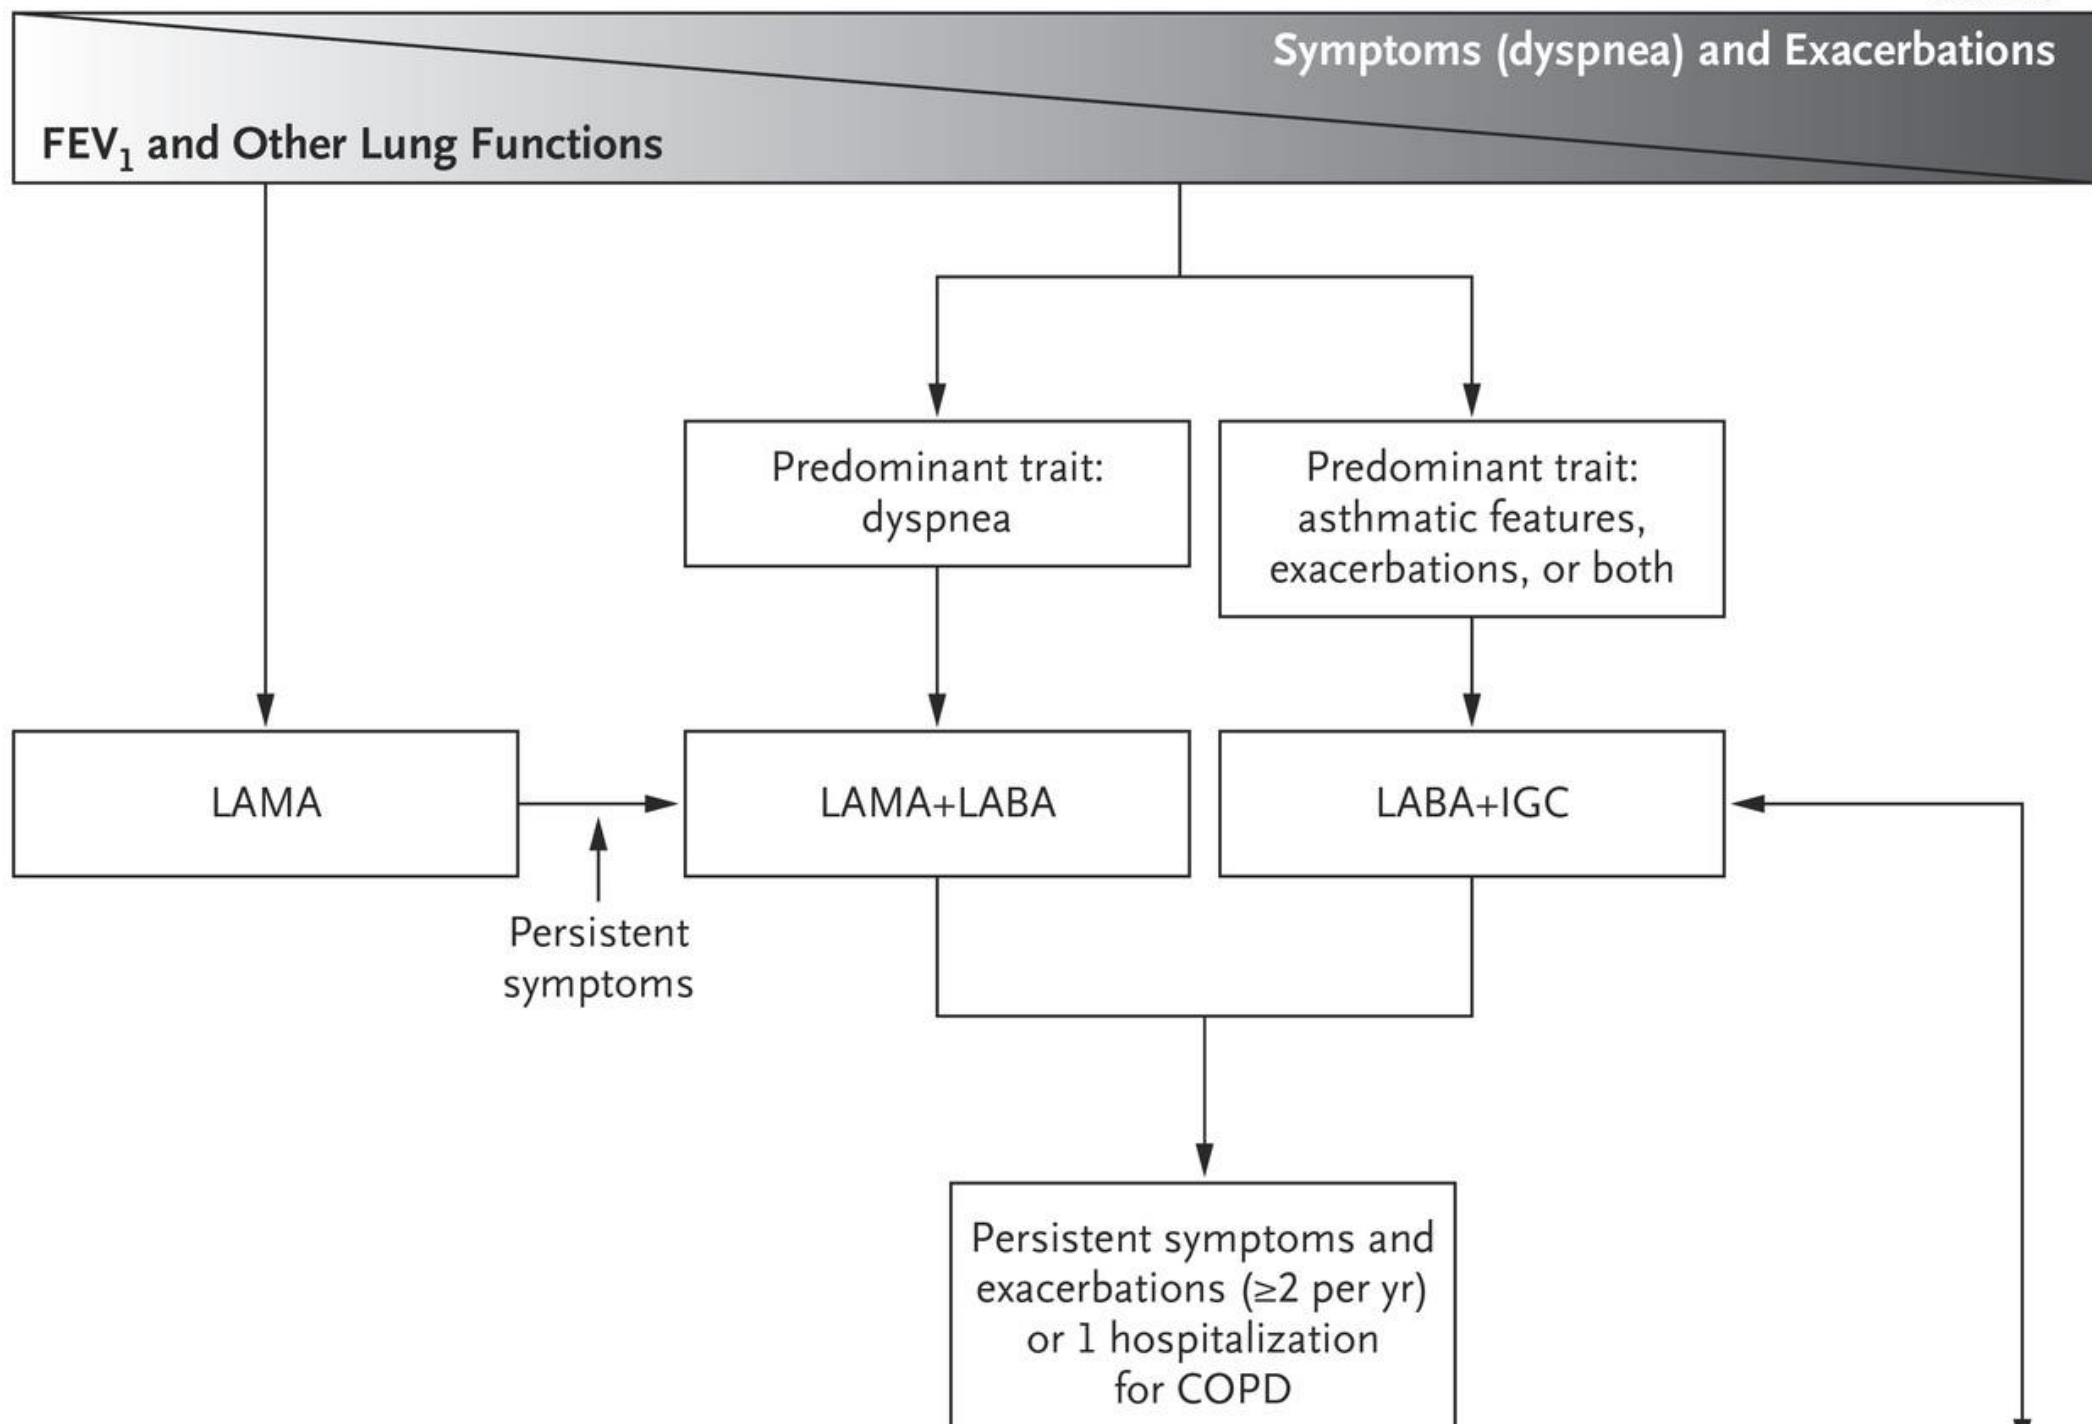 Symptoms (dyspnea) and Exacerbations
FEV₁ and Other Lung Functions
Predominant trait:
dyspnea
Predominant trait:
asthmatic features,
exacerbations, or both
LAMA
LAMA+LABA
LABA+IGC
Persistent
symptoms
Persistent symptoms and
exacerbations (≥2 per yr)
or 1 hospitalization
for COPD